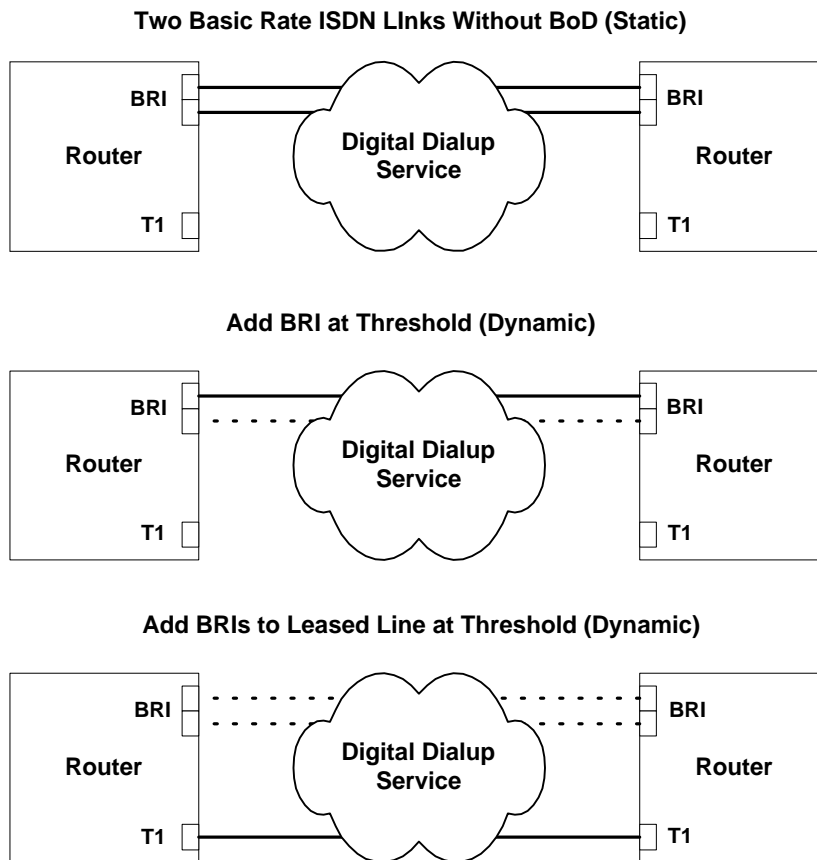 Two Basic Rate ISDN LInks Without BoD (Static)
BRI
BRI
Router
Digital Dialup
Service
Router
T1
T1
Add BRI at Threshold (Dynamic)
BRI
BRI
Router
Digital Dialup
Service
Router
T1
T1
Add BRIs to Leased Line at Threshold (Dynamic)
BRI
BRI
Router
Digital Dialup
Service
Router
T1
T1